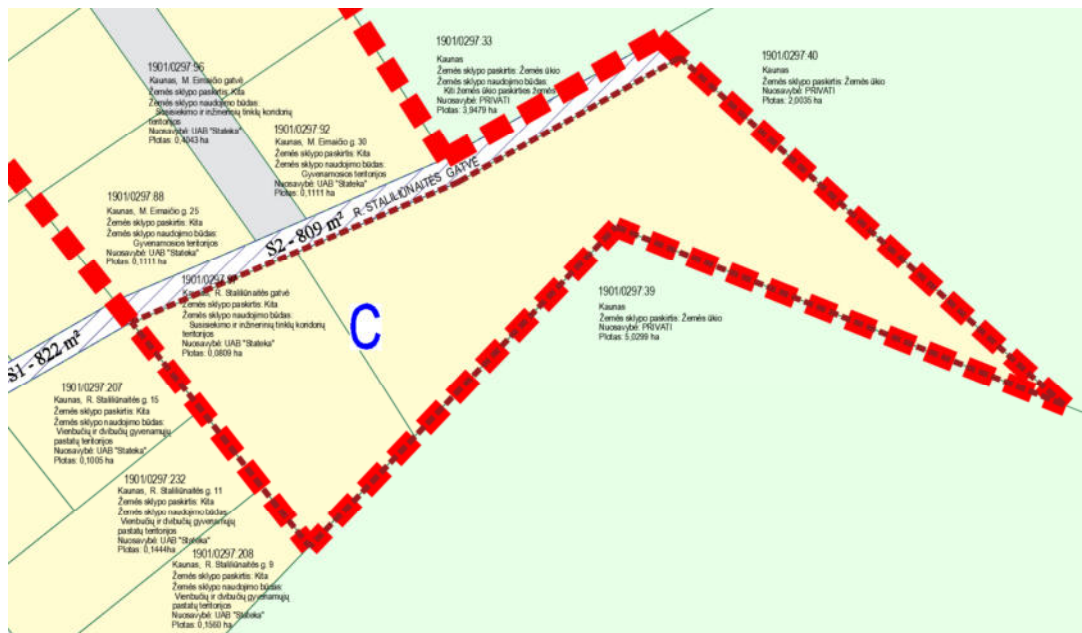 1901/0297:96
Kaunas, M. Eimaičio gatvė
Žemės sklypo paskirtis: Kita
Žemės sklypo naudojimo būdas:
Susisiekimo ir inžinerinių tinklų koridorių
teritorijos
Nuosavybė: UAB "Stateka"
Plotas: 0,4043 ha
1901/0297:33
Kaunas
Žemės sklypo paskirtis: Žemės ūkio
Žemės sklypo naudojimo būdas:
Kiti žemės ūkio paskirties žemės
Nuosavybė: PRIVATI
Plotas: 3,9479 ha
1901/0297:40
Kaunas
Žemės sklypo paskirtis: Žemės ūkio
Nuosavybė: PRIVATI
Plotas: 2,0035 ha
1901/0297:92
Kaunas, M. Eimaičio g. 30
Žemės sklypo paskirtis: Kita
Žemės sklypo naudojimo būdas:
Gyvenamosios teritorijos
Nuosavybė: UAB "Stateka"
Plotas: 0,1111 ha
R. STALILIŪNAITĖS GATVĖ
1901/0297:88
Kaunas, M. Eimaičio g. 25
Žemės sklypo paskirtis: Kita
Žemės sklypo naudojimo būdas:
Gyvenamosios teritorijos
Nuosavybė: UAB "Stateka"
Plotas: 0,1111 ha
S2 - 809 m²
Kaunas, R. Staliliūnaitės gatvė
Žemės sklypo paskirtis: Kita
Žemės sklypo naudojimo būdas:
Susisiekimo ir inžinerinių tinklų koridorių
teritorijos
Nuosavybė: UAB "Stateka"
Plotas: 0,0809 ha
C
1901/0297:39
Kaunas
Žemės sklypo paskirtis: Žemės ūkio
Nuosavybė: PRIVATI
Plotas: 5,0299 ha
S1 - 822 m²
1901/0297:207
Kaunas, R. Staliliūnaitės g. 15
Žemės sklypo paskirtis: Kita
Žemės sklypo naudojimo būdas:
Vienbučių ir dvibučių gyvenamųjų
pastatų teritorijos
Nuosavybė: UAB "Stateka"
Plotas: 0,1005 ha
1901/0297:232
Kaunas, R. Staliliūnaitės g. 11
Žemės sklypo paskirtis: Kita
Žemės sklypo naudojimo būdas:
Vienbučių ir dvibučių gyvenamųjų
pastatų teritorijos
Nuosavybė: UAB "Stateka"
Plotas: 0,1444ha
1901/0297:208
Kaunas, R. Staliliūnaitės g. 9
Žemės sklypo paskirtis: Kita
Žemės sklypo naudojimo būdas:
Vienbučių ir dvibučių gyvenamųjų
pastatų teritorijos
Nuosavybė: UAB "Stateka"
Plotas: 0,1560 ha